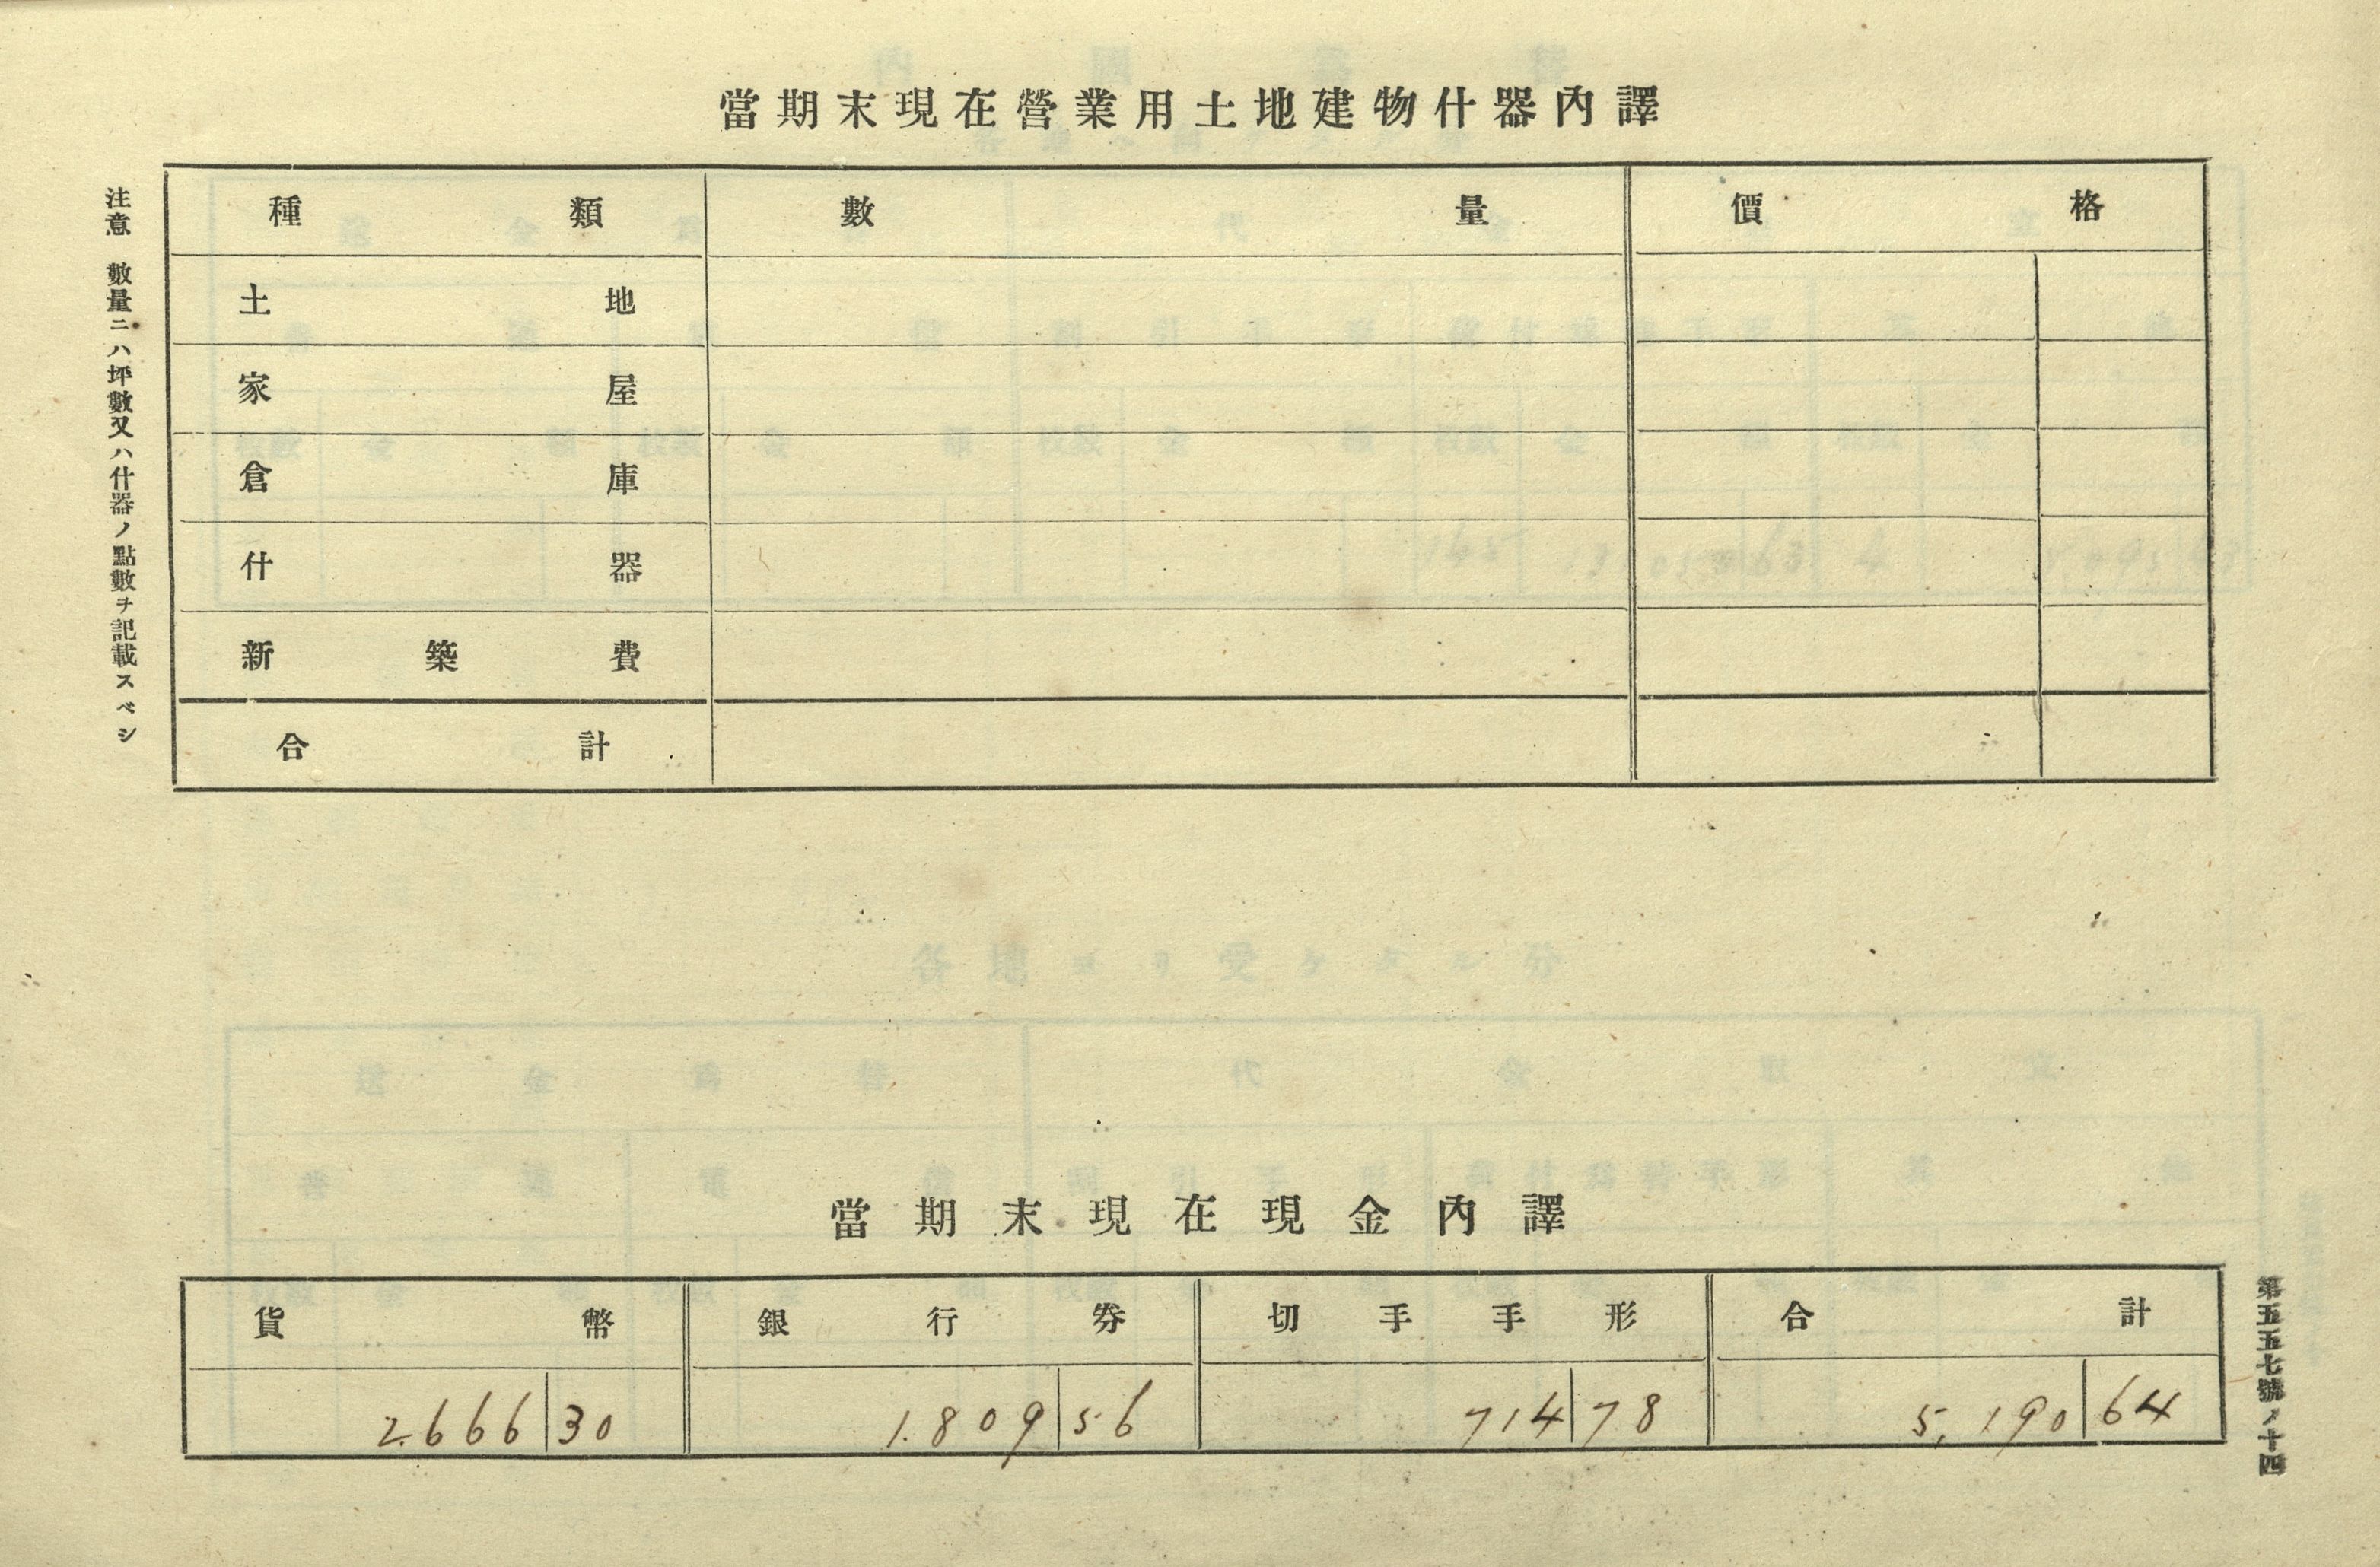 當期末現在營業用土地建物什器內譯
種類 數量 價格
土地
家屋
倉庫
什器
新築費
合計
注意 數量ニハ坪數又ハ什器ノ點數ヲ記載スベシ
當期末現在現金內譯
貨幣 銀行券 切手手形 合計
2.666 30 1.809 56 714 78 5,190 64
第五五七號ノ十四